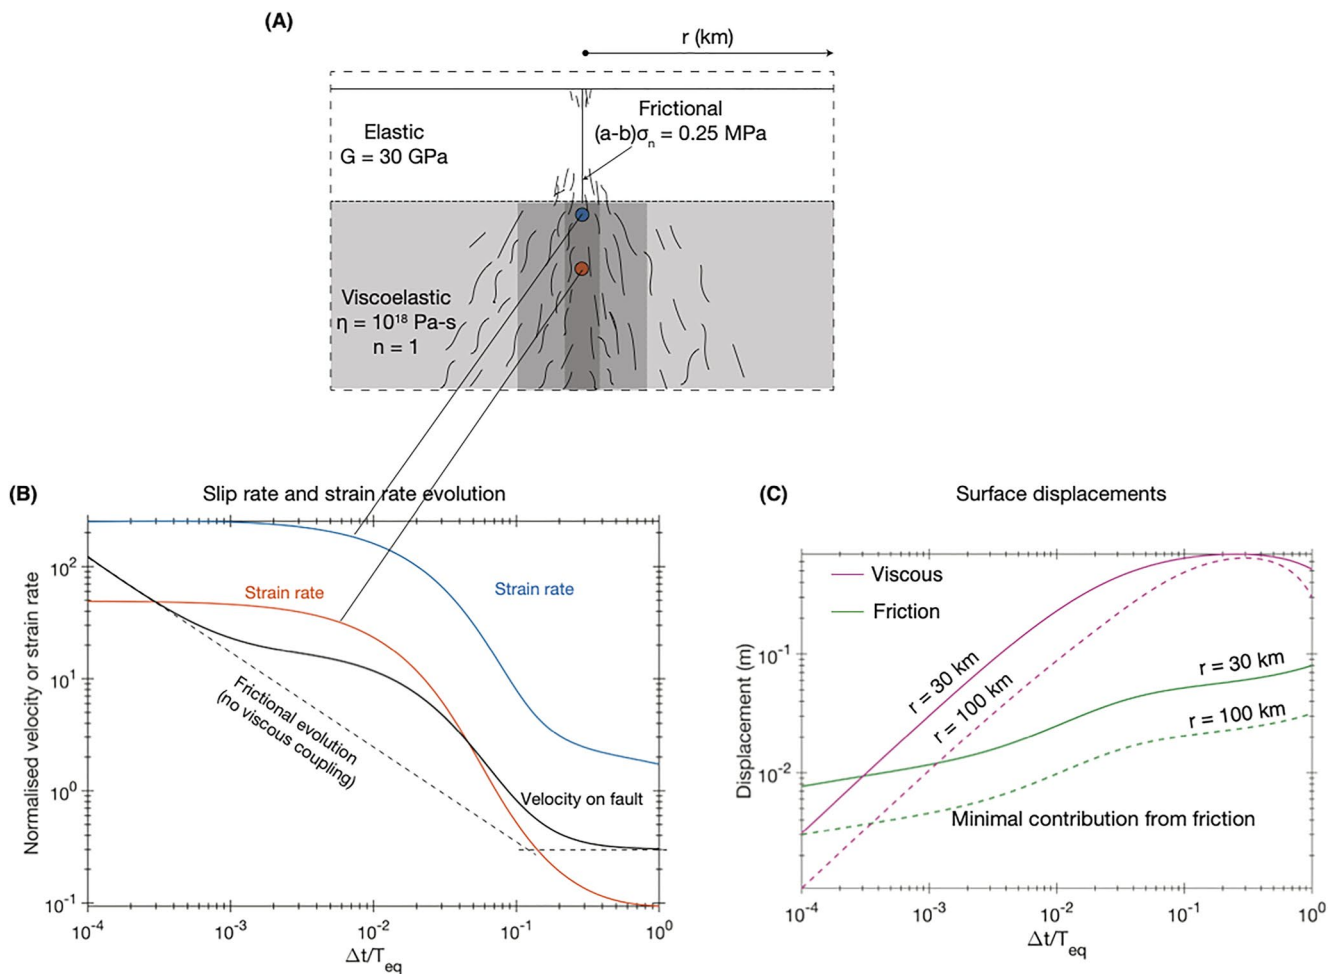 (A)
r (km)
Frictional
(a-b)σₙ = 0.25 MPa
Elastic
G = 30 GPa
Viscoelastic
η = 10¹⁸ Pa-s
n = 1
(B)
Slip rate and strain rate evolution
Normalised velocity or strain rate
10²
10¹
10⁰
10⁻¹
Strain rate
Strain rate
Frictional evolution
(no viscous coupling)
Velocity on fault
10⁻⁴
10⁻³
10⁻²
10⁻¹
10⁰
Δt/T_eq
(C)
Surface displacements
Displacement (m)
10⁻¹
10⁻²
Viscous
Friction
r = 30 km
r = 100 km
r = 30 km
r = 100 km
Minimal contribution from friction
10⁻⁴
10⁻³
10⁻²
10⁻¹
10⁰
Δt/T_eq